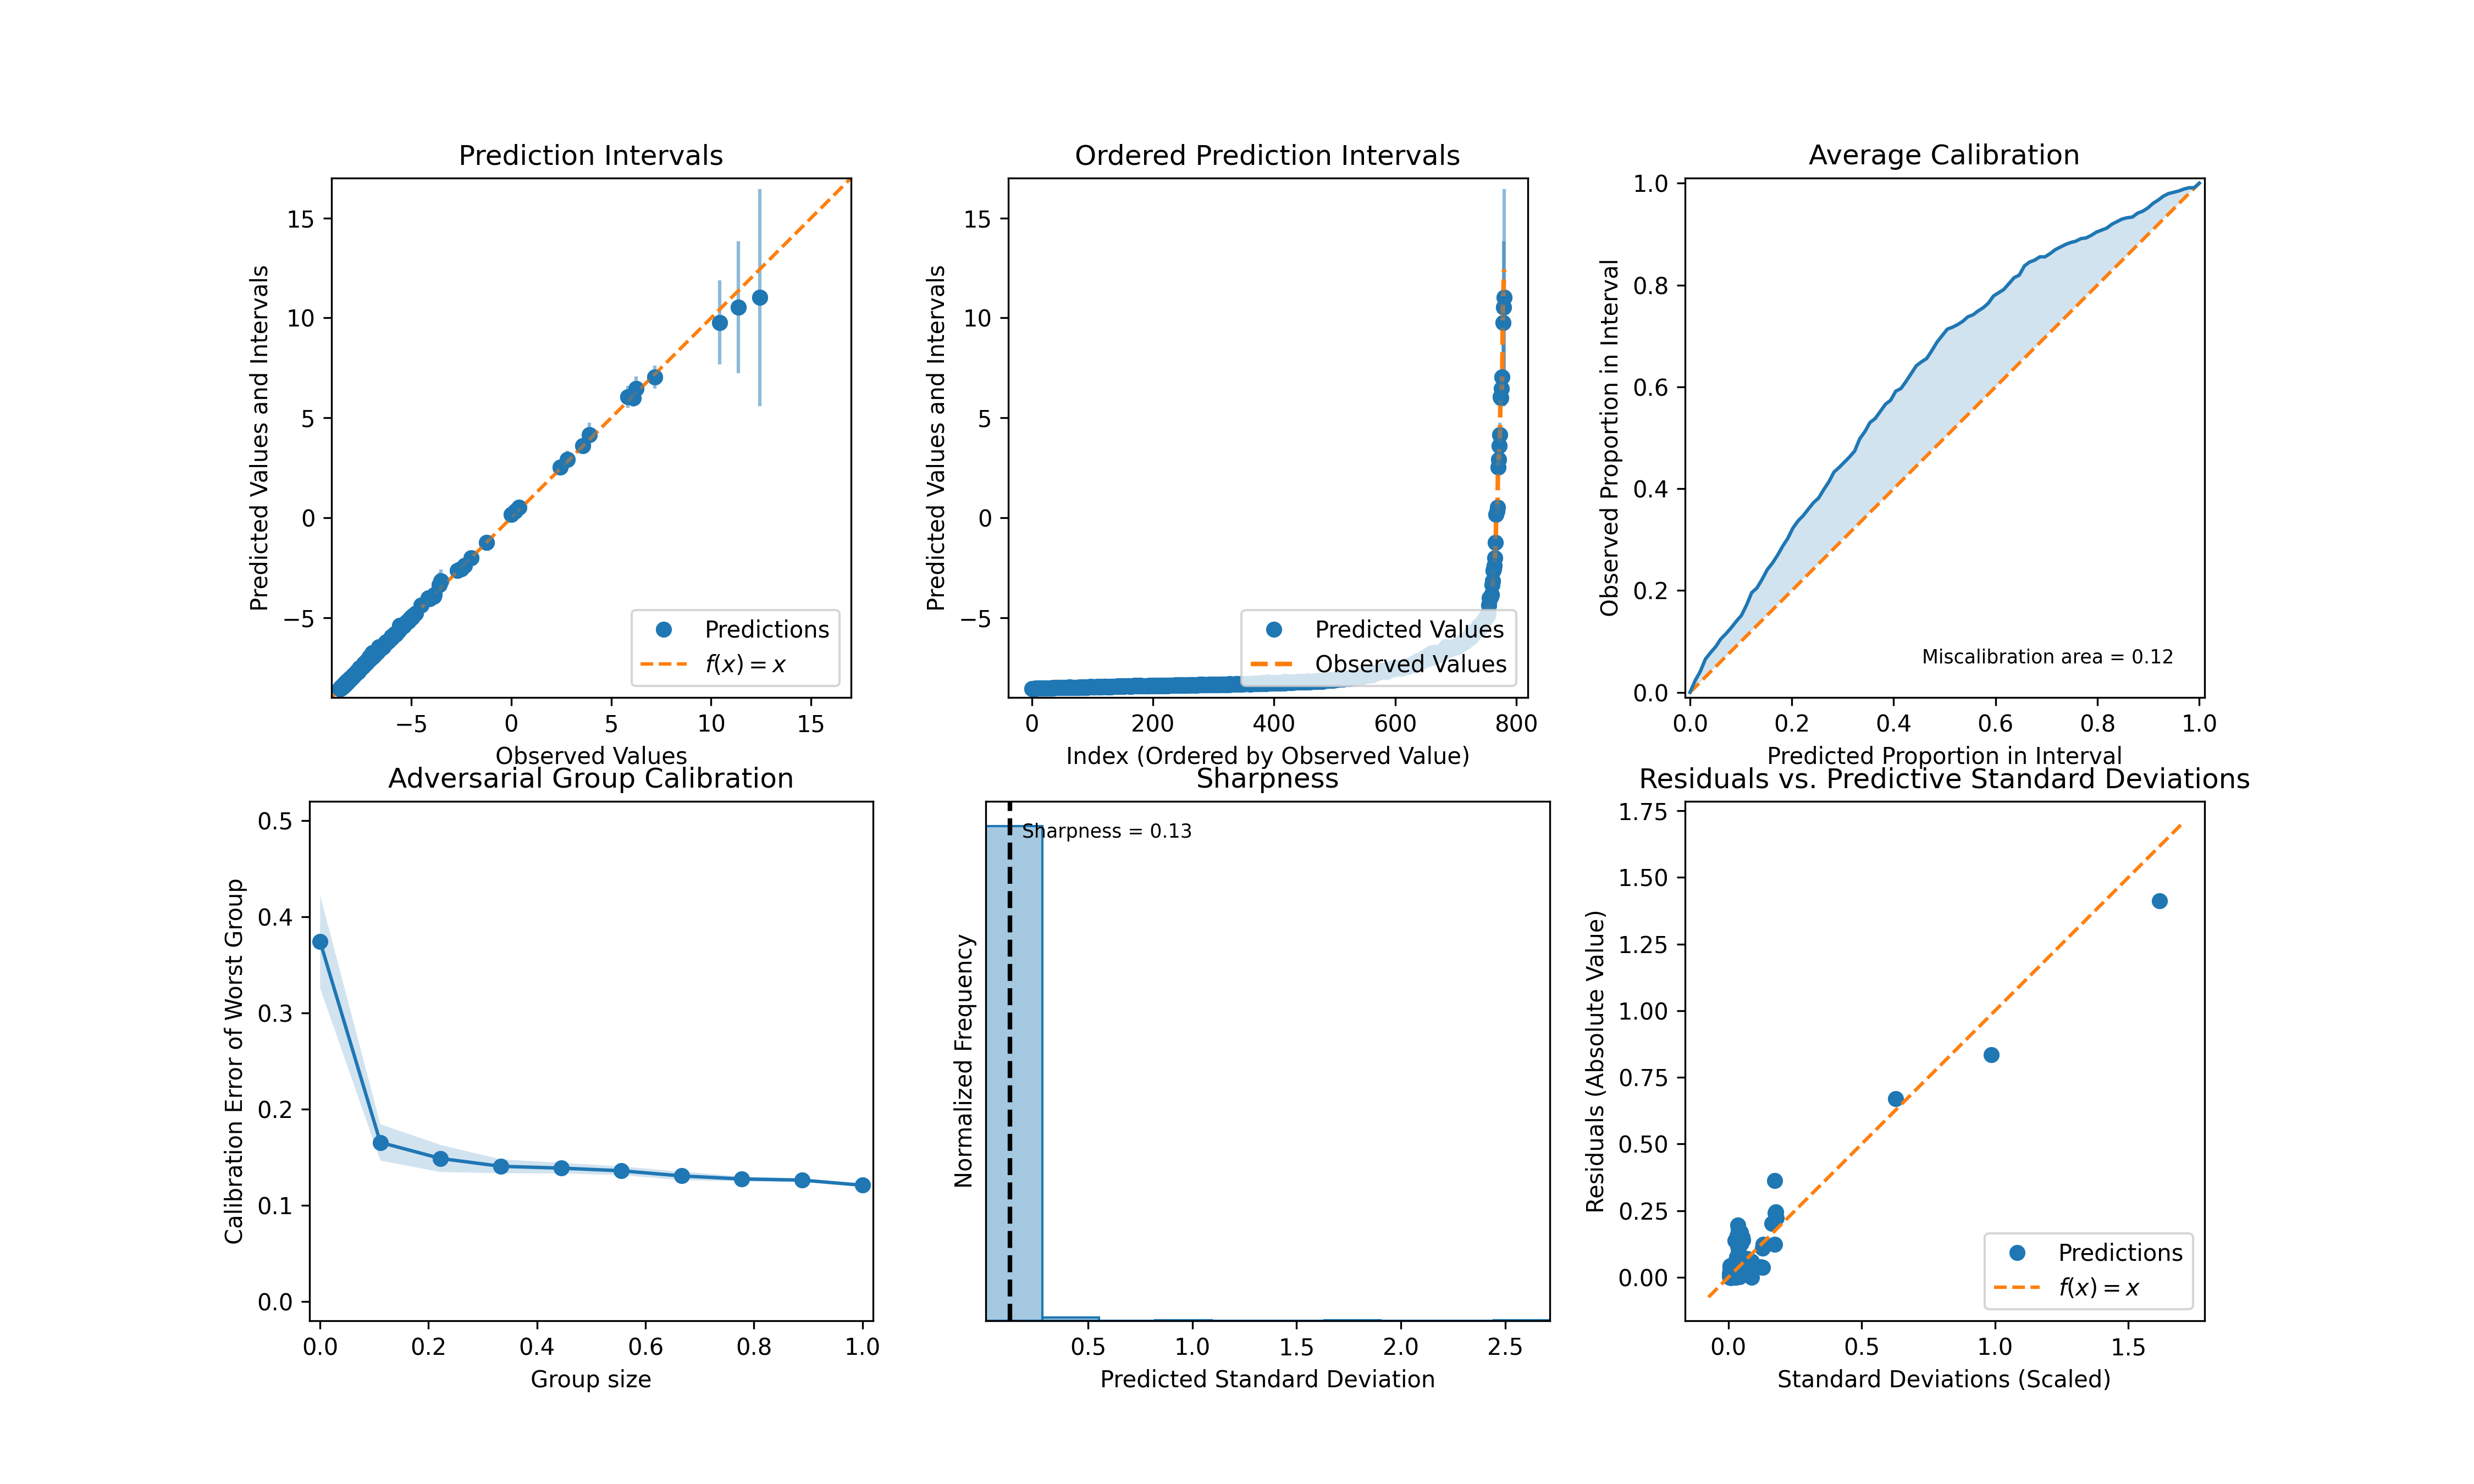 Prediction Intervals
Predicted Values and Intervals
15
10
5
0
−5
−5
0
5
10
15
Observed Values
Predictions
f(x) = x
Ordered Prediction Intervals
Predicted Values and Intervals
15
10
5
0
−5
0
200
400
600
800
Index (Ordered by Observed Value)
Predicted Values
Observed Values
Average Calibration
Observed Proportion in Interval
1.0
0.8
0.6
0.4
0.2
0.0
0.0
0.2
0.4
0.6
0.8
1.0
Predicted Proportion in Interval
Miscalibration area = 0.12
Adversarial Group Calibration
Calibration Error of Worst Group
0.5
0.4
0.3
0.2
0.1
0.0
0.0
0.2
0.4
0.6
0.8
1.0
Group size
Sharpness
Normalized Frequency
Sharpness = 0.13
0.5
1.0
1.5
2.0
2.5
Predicted Standard Deviation
Residuals vs. Predictive Standard Deviations
Residuals (Absolute Value)
1.75
1.50
1.25
1.00
0.75
0.50
0.25
0.00
0.0
0.5
1.0
1.5
Standard Deviations (Scaled)
Predictions
f(x) = x